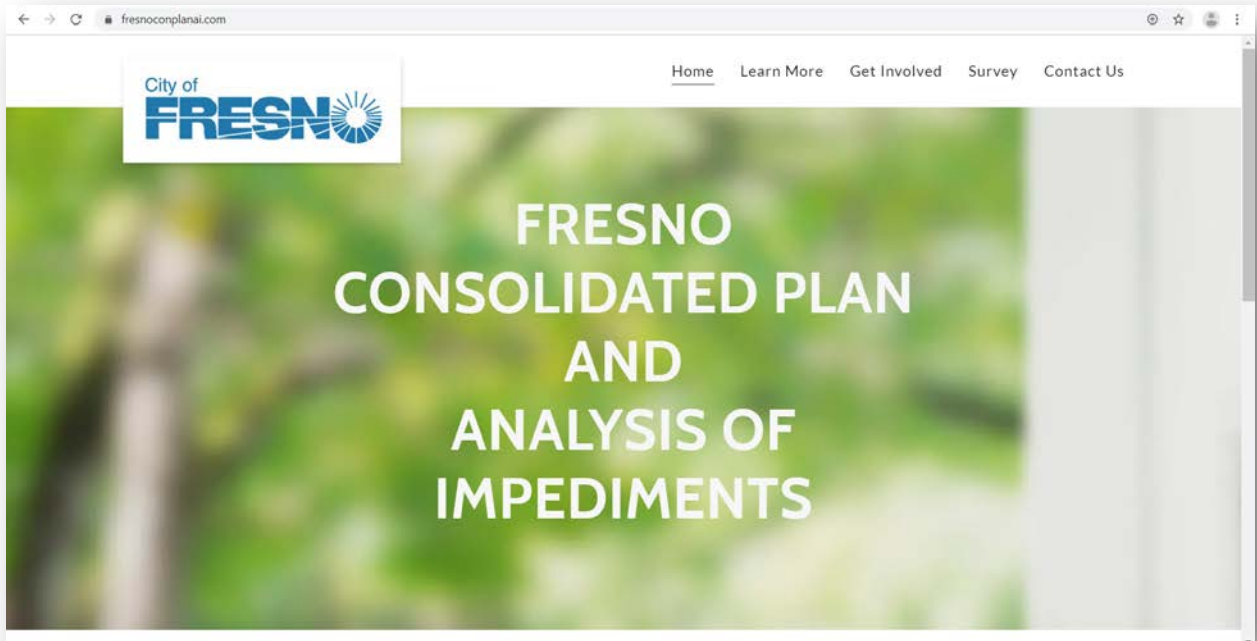 fresnoconplanai.com
City of
FRESNO
Home Learn More Get Involved Survey Contact Us
FRESNO
CONSOLIDATED PLAN
AND
ANALYSIS OF
IMPEDIMENTS